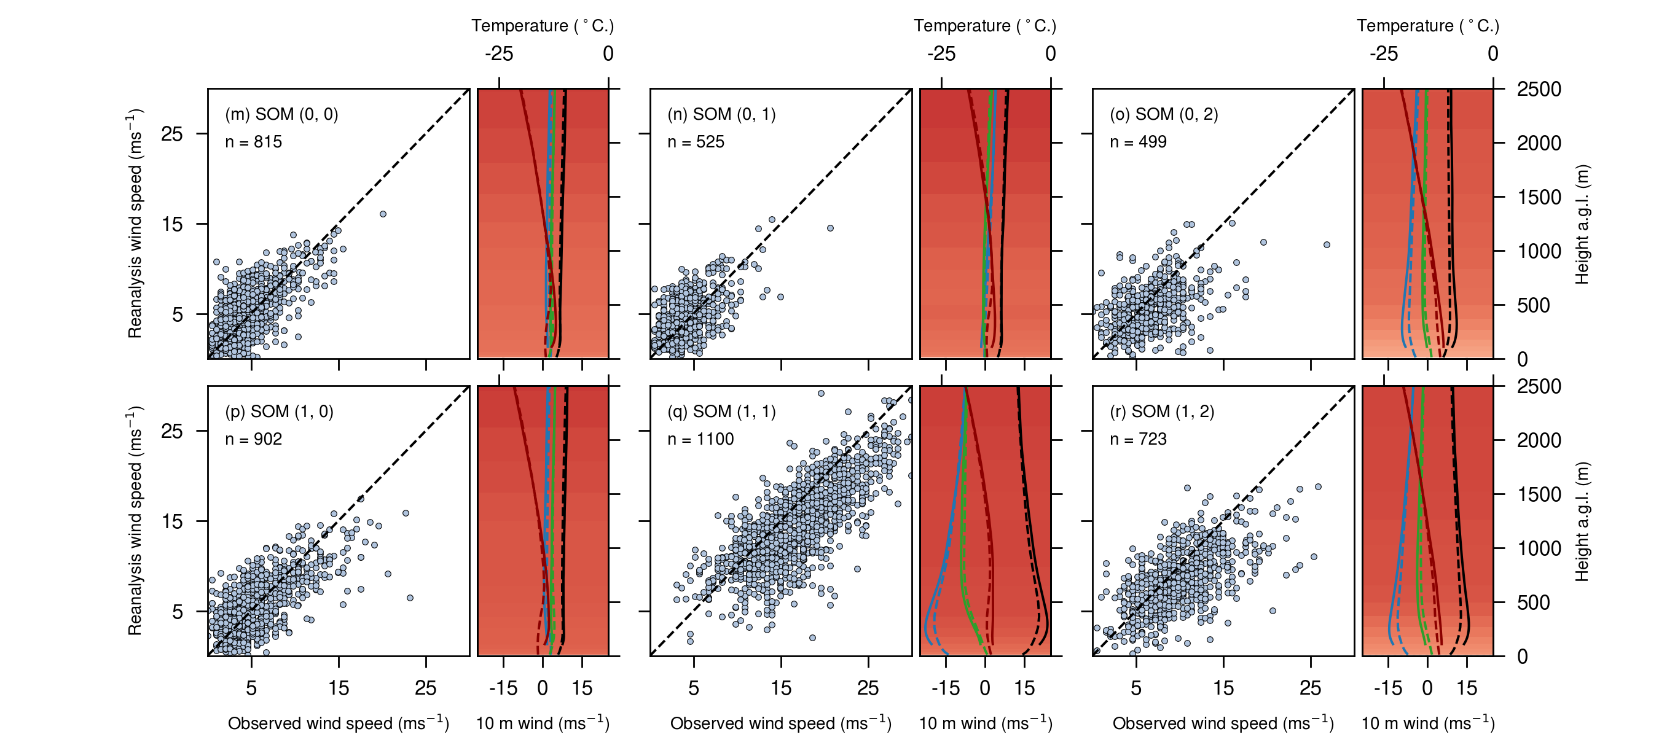 Temperature (°C.) Temperature (°C.) Temperature (°C.)
-25 0 -25 0 -25 0
(m) SOM (0, 0)
n = 815
(n) SOM (0, 1)
n = 525
(o) SOM (0, 2)
n = 499
Reanalysis wind speed (ms⁻¹)
25
15
5
2500
2000
1500
1000
500
0
Height a.g.l. (m)
(p) SOM (1, 0)
n = 902
(q) SOM (1, 1)
n = 1100
(r) SOM (1, 2)
n = 723
Reanalysis wind speed (ms⁻¹)
25
15
5
2500
2000
1500
1000
500
0
Height a.g.l. (m)
5 15 25 -15 0 15 5 15 25 -15 0 15 5 15 25 -15 0 15
Observed wind speed (ms⁻¹) 10 m wind (ms⁻¹) Observed wind speed (ms⁻¹) 10 m wind (ms⁻¹) Observed wind speed (ms⁻¹) 10 m wind (ms⁻¹)